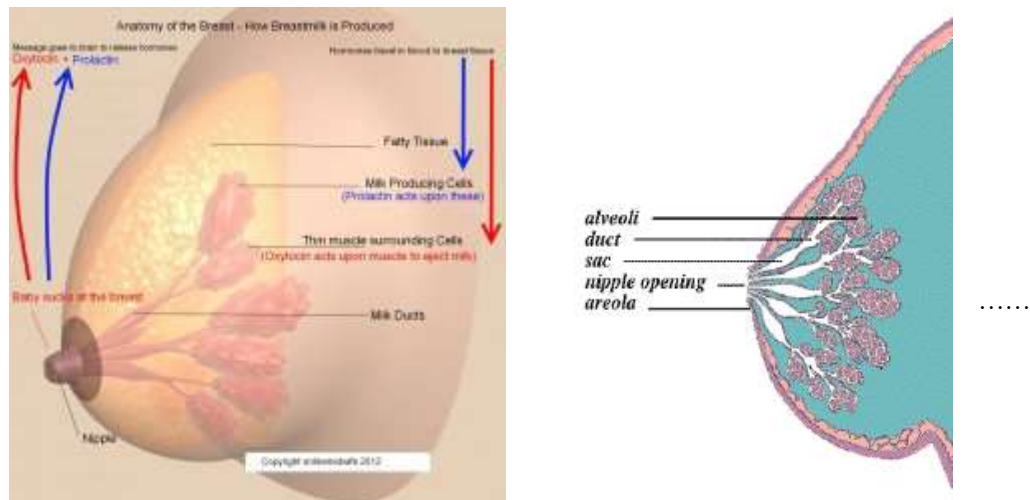 Anatomy of the Breast - How Breastmilk is Produced
Message goes to brain to release hormones
Oxytocin + Prolactin
Hormones travel in blood to breast tissue
Fatty Tissue
Milk Producing Cells
(Prolactin acts upon these)
Thin muscle surrounding Cells
(Oxytocin acts upon muscle to eject milk)
Baby sucks at the breast
Milk Ducts
Nipple
Copyright
2012
alveoli
duct
sac
nipple opening
areola
.......